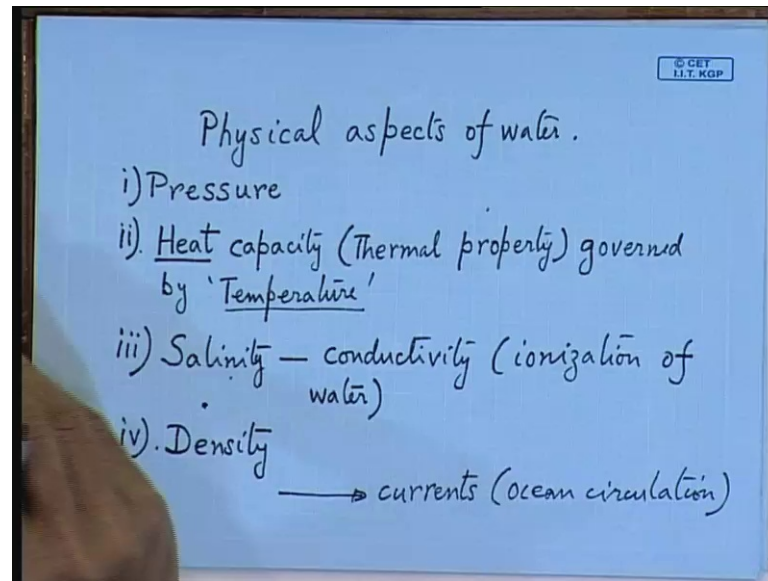 © CET
I.I.T. KGP
Physical aspects of water.
i) Pressure
ii). Heat capacity (Thermal property) governed
by 'Temperature'
iii) Salinity — conductivity (ionization of
water)
iv). Density
→ currents (ocean circulation)